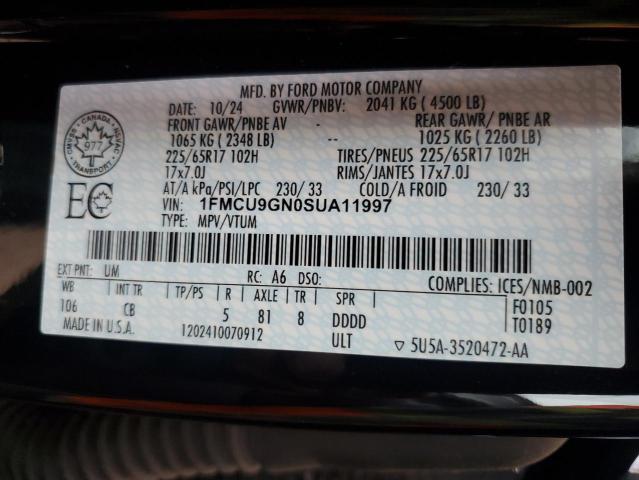 MFD. BY FORD MOTOR COMPANY
DATE: 10/24 GVWR/PNBV: 2041 KG ( 4500 LB)
FRONT GAWR/PNBE AV - REAR GAWR/ PNBE AR
1065 KG ( 2348 LB) -- 1025 KG ( 2260 LB)
225/65R17 102H TIRES/PNEUS 225/65R17 102H
17x7.0J RIMS/JANTES 17x7.0J
AT/A kPa/PSI/LPC 230/ 33 COLD/A FROID 230/ 33
VIN: 1FMCU9GN0SUA11997
TYPE: MPV/VTUM
CANADA
CMVSS NSVAC
977
TRANSPORT
EC
EXT PNT: UM RC: A6 DSO: COMPLIES: ICES/NMB-002
WB INT TR TP/PS R AXLE TR SPR F0105
106 CB 5 81 8 DDDD T0189
MADE IN U.S.A. 1202410070912 ULT ▽ 5U5A-3520472-AA